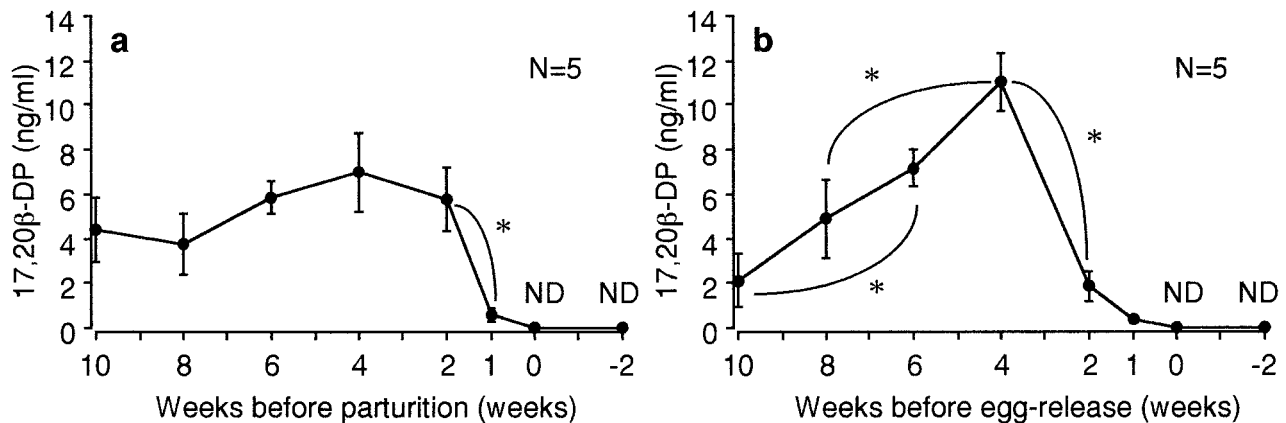 a
N=5
17,20β-DP (ng/ml)
14
12
10
8
6
4
2
0
*
ND ND
10 8 6 4 2 1 0 -2
Weeks before parturition (weeks)
b
N=5
17,20β-DP (ng/ml)
14
12
10
8
6
4
2
0
*
*
*
ND ND
10 8 6 4 2 1 0 -2
Weeks before egg-release (weeks)